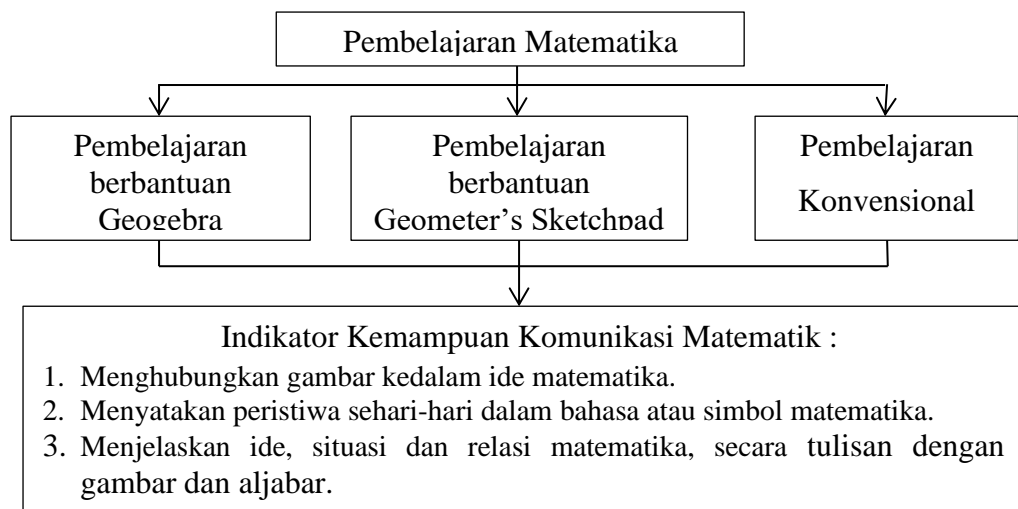 Pembelajaran Matematika
Pembelajaran
berbantuan
Geogebra
Pembelajaran
berbantuan
Geometer’s Sketchpad
Pembelajaran
Konvensional
Indikator Kemampuan Komunikasi Matematik :
1. Menghubungkan gambar kedalam ide matematika.
2. Menyatakan peristiwa sehari-hari dalam bahasa atau simbol matematika.
3. Menjelaskan ide, situasi dan relasi matematika, secara tulisan dengan
gambar dan aljabar.